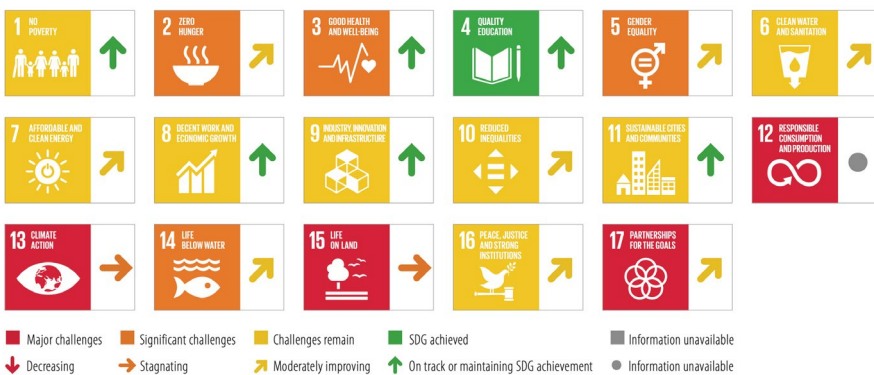 1 NO POVERTY
2 ZERO HUNGER
3 GOOD HEALTH AND WELL-BEING
4 QUALITY EDUCATION
5 GENDER EQUALITY
6 CLEAN WATER AND SANITATION
7 AFFORDABLE AND CLEAN ENERGY
8 DECENT WORK AND ECONOMIC GROWTH
9 INDUSTRY, INNOVATION AND INFRASTRUCTURE
10 REDUCED INEQUALITIES
11 SUSTAINABLE CITIES AND COMMUNITIES
12 RESPONSIBLE CONSUMPTION AND PRODUCTION
13 CLIMATE ACTION
14 LIFE BELOW WATER
15 LIFE ON LAND
16 PEACE, JUSTICE AND STRONG INSTITUTIONS
17 PARTNERSHIPS FOR THE GOALS
Major challenges
Significant challenges
Challenges remain
SDG achieved
Information unavailable
Decreasing
Stagnating
Moderately improving
On track or maintaining SDG achievement
Information unavailable